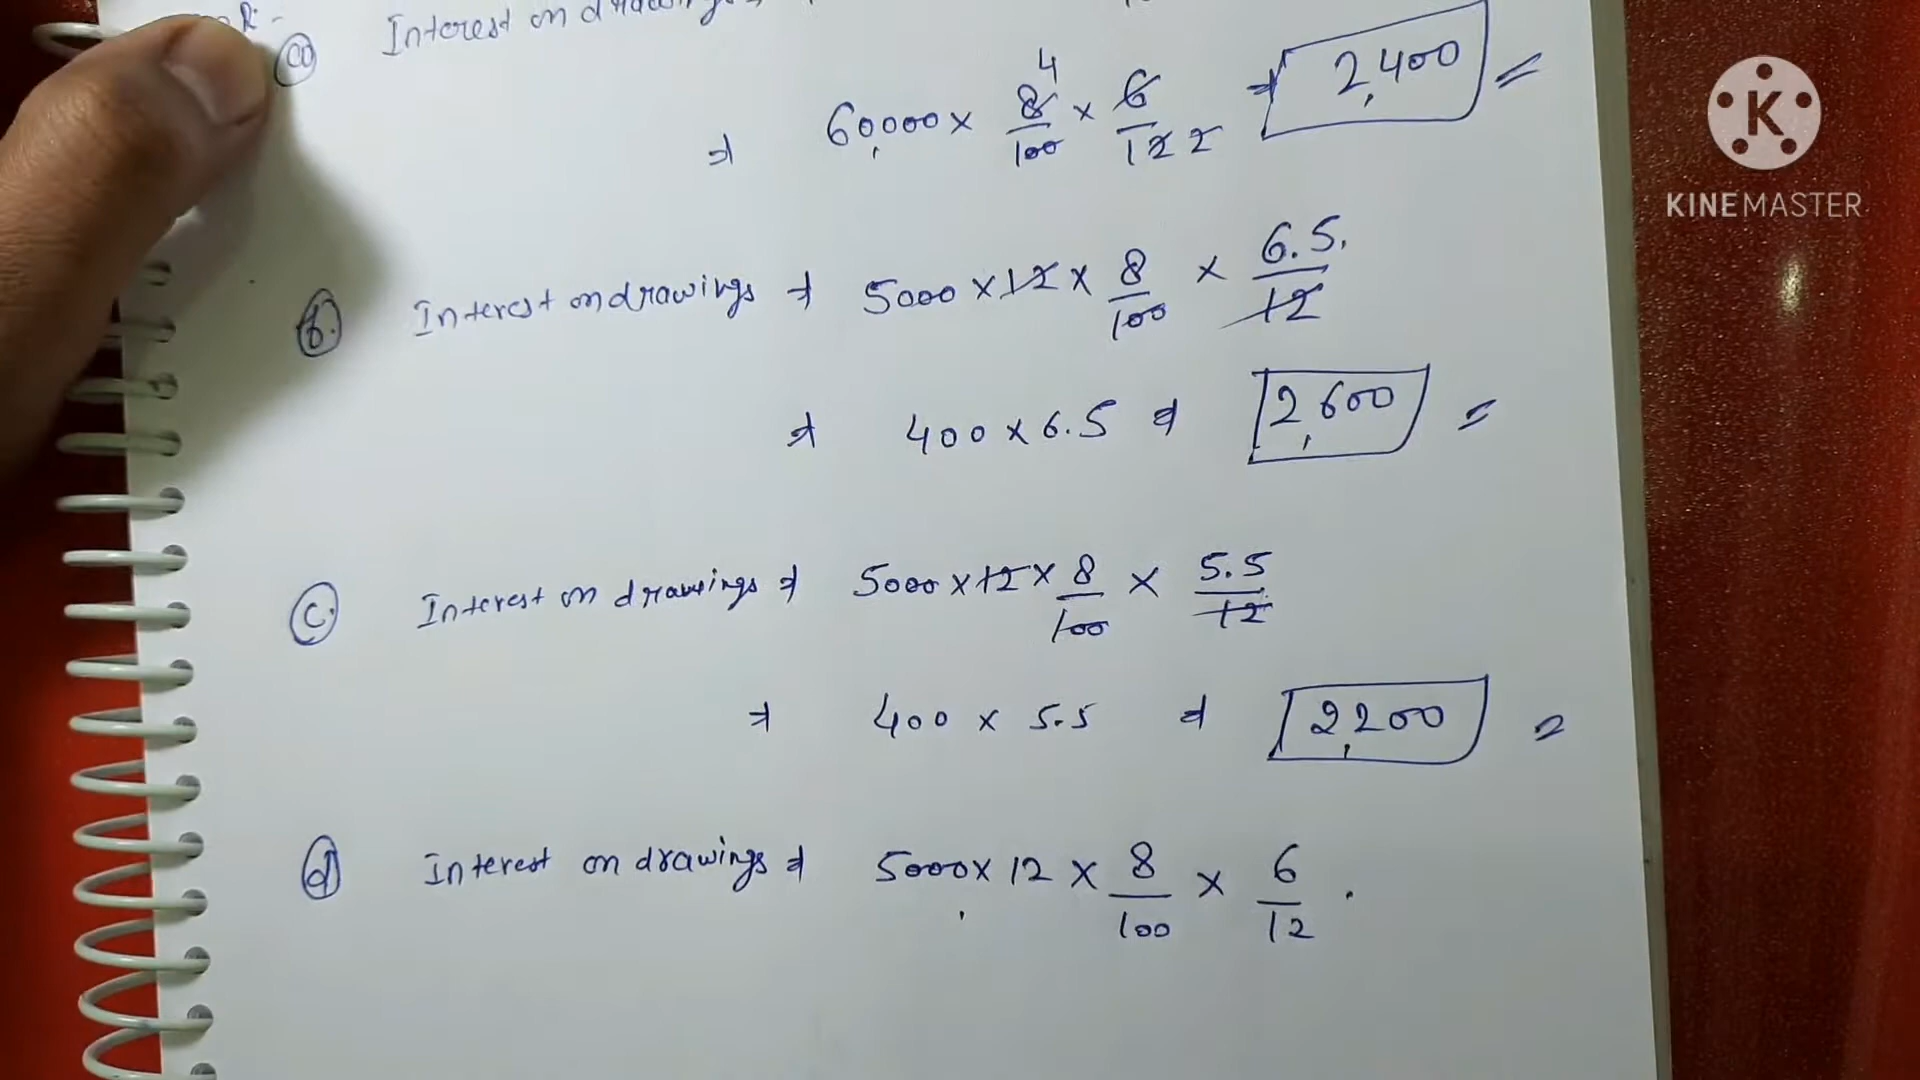 (a) Interest on drawings
⇒ 60,000 × 8/100 × 6/12 4 2 ⇒ 2,400 =
(b) Interest on drawings ⇒ 5000 × 12 × 8/100 × 6.5/12
⇒ 400 × 6.5 ⇒ 2,600 =
(c) Interest on drawings ⇒ 5000 × 12 × 8/100 × 5.5/12
⇒ 400 × 5.5 ⇒ 2,200 =
(d) Interest on drawings ⇒ 5000 × 12 × 8/100 × 6/12
K
KINEMASTER